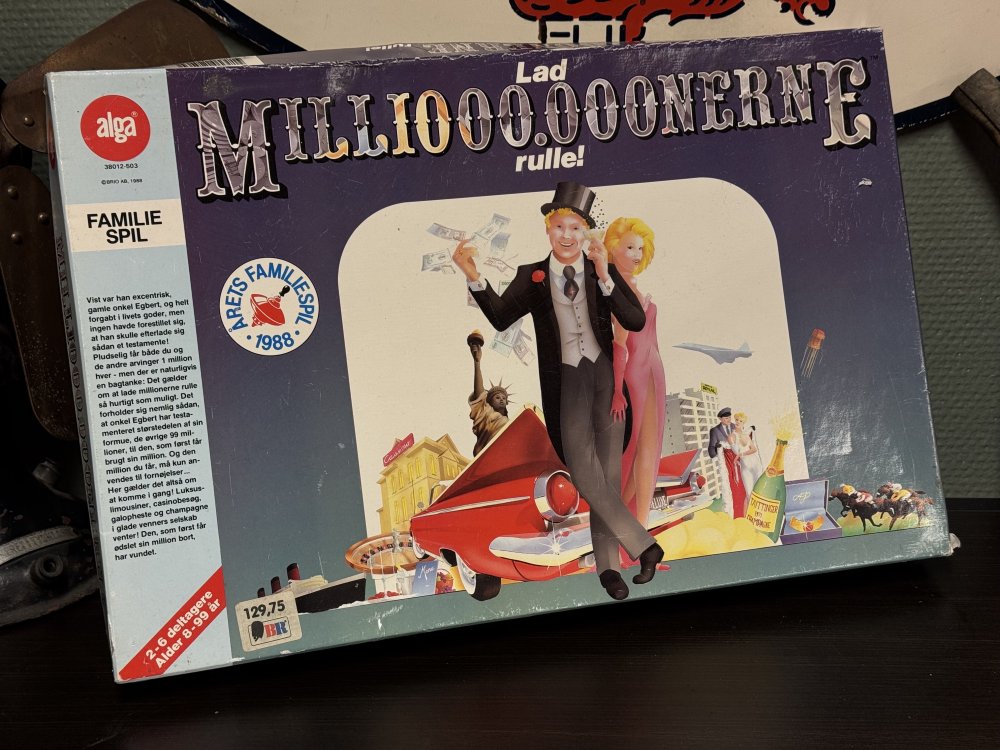 Lad
MILLIOOO.OOONERNE
rulle!
alga®
38012-503
©BRIO AB, 1988
FAMILIE
SPIL
ÅRETS FAMILIESPIL
• 1988 •
Vist var han excentrisk,
gamle onkel Egbert, og helt
forgabt i livets goder, men
ingen havde forestillet sig,
at han skulle efterlade sig
sådan et testamente!
Pludselig får både du og
de andre arvinger 1 million
hver - men der er naturligvis
en bagtanke: Det gælder
om at lade millionerne rulle
så hurtigt som muligt. Det
forholder sig nemlig sådan,
at onkel Egbert har testa-
menteret størstedelen af sin
formue, de øvrige 99 mil-
lioner, til den, som først får
brugt sin million. Og den
million du får, må kun an-
vendes til fornøjelser...
Her gælder det altså om
at komme i gang! Luksus-
limousiner, casinobesøg,
galopheste og champagne
i glade venners selskab
venter! Den, som først får
ødslet sin million bort,
har vundet.
2-6 deltagere
Alder 8-99 år
129,75
BR